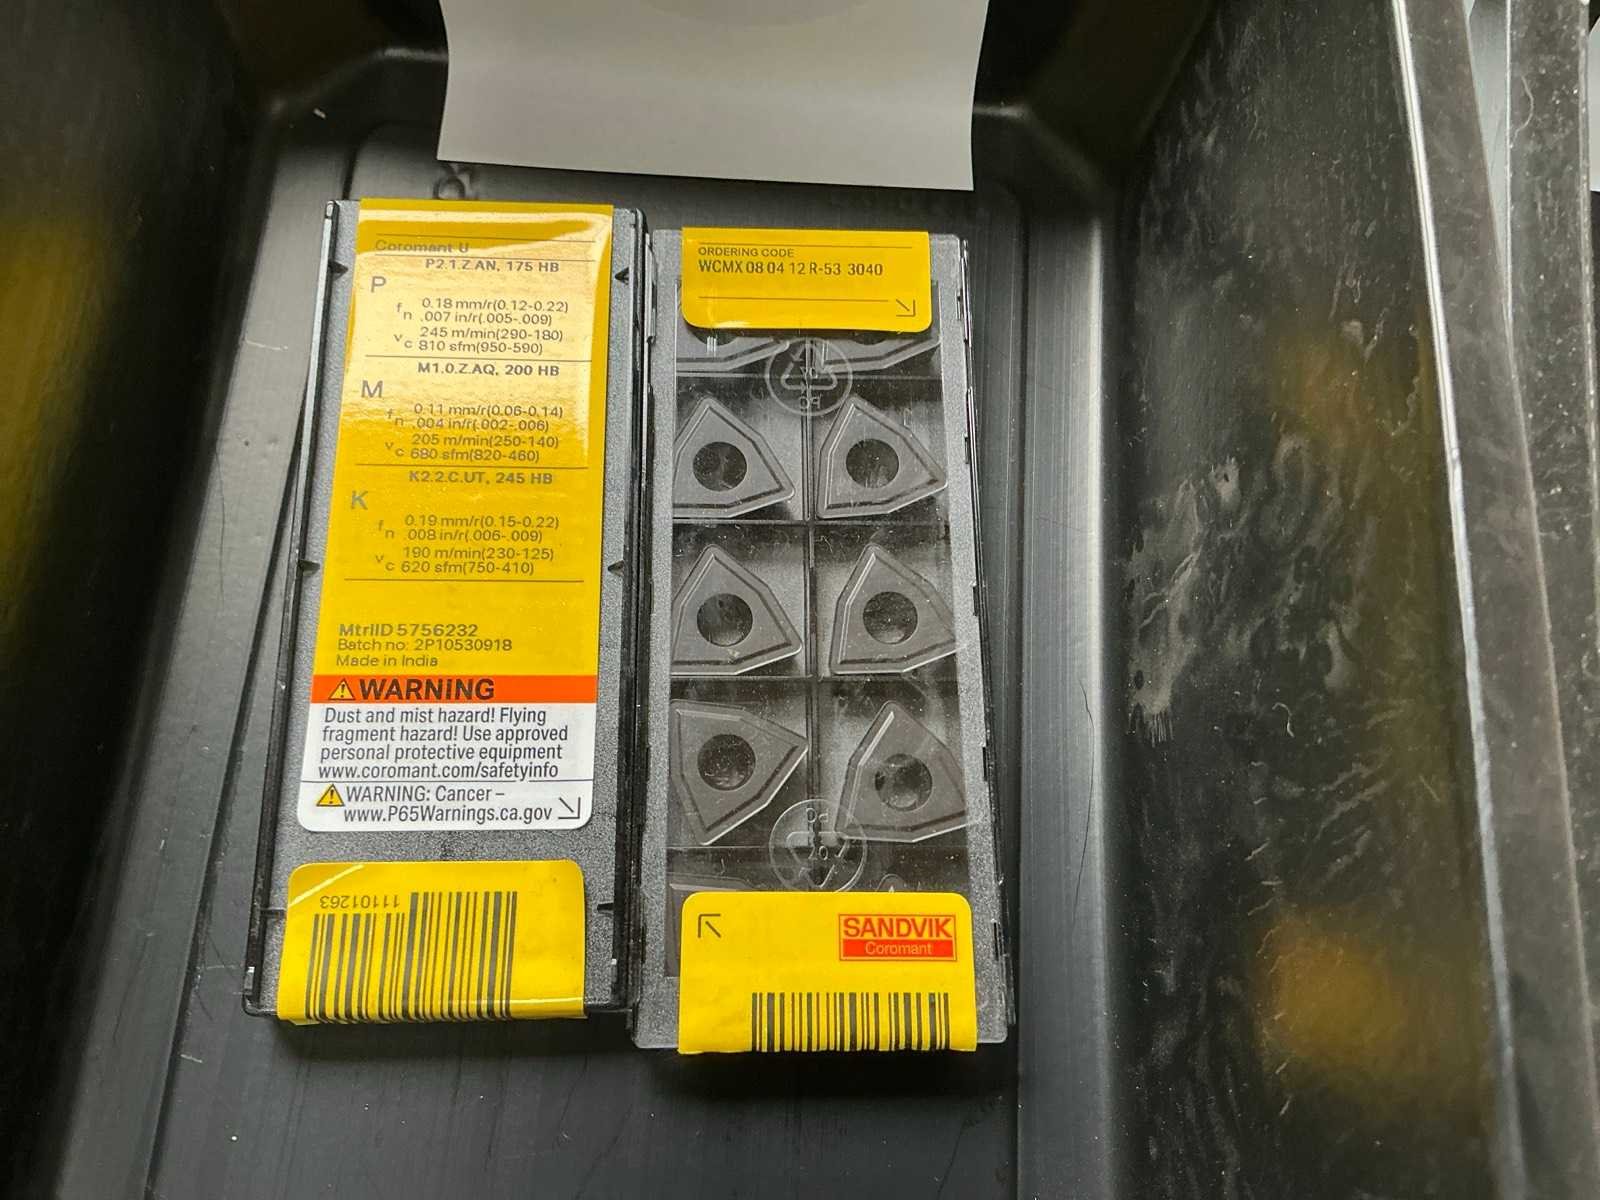 Coromant U
P2.1.Z.AN, 175 HB
P
fn 0.18 mm/r(0.12-0.22)
.007 in/r(.005-.009)
vc 245 m/min(290-180)
810 sfm(950-590)
M1.0.Z.AQ, 200 HB
M
fn 0.11 mm/r(0.06-0.14)
.004 in/r(.002-.006)
vc 205 m/min(250-140)
680 sfm(820-460)
K2.2.C.UT, 245 HB
K
fn 0.19 mm/r(0.15-0.22)
.008 in/r(.006-.009)
vc 190 m/min(230-125)
620 sfm(750-410)
MtrlID 5756232
Batch no: 2P10530918
Made in India
WARNING
Dust and mist hazard! Flying
fragment hazard! Use approved
personal protective equipment
www.coromant.com/safetyinfo
WARNING: Cancer –
www.P65Warnings.ca.gov
11101263
ORDERING CODE
WCMX 08 04 12 R-53 3040
SANDVIK
Coromant